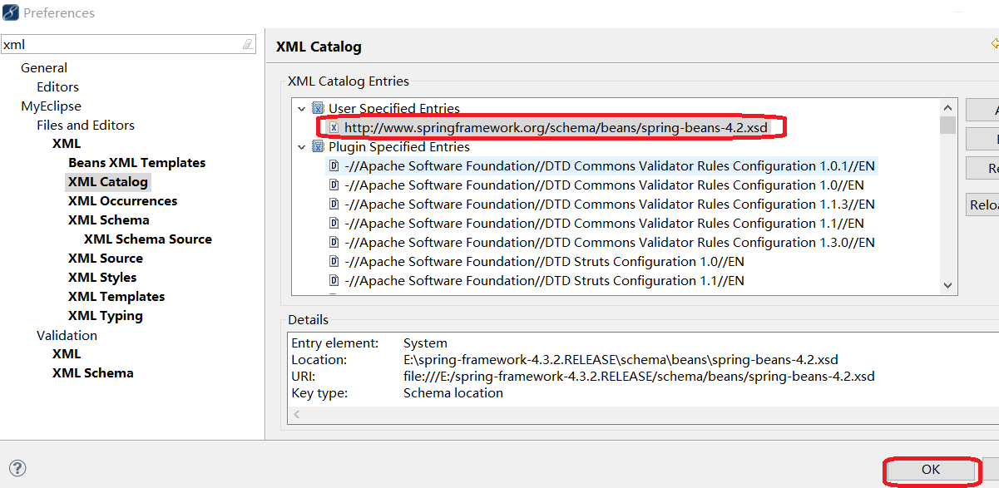 Preferences
xml
General
Editors
MyEclipse
Files and Editors
XML
Beans XML Templates
XML Catalog
XML Occurrences
XML Schema
XML Schema Source
XML Source
XML Styles
XML Templates
XML Typing
Validation
XML
XML Schema
XML Catalog
XML Catalog Entries
User Specified Entries
http://www.springframework.org/schema/beans/spring-beans-4.2.xsd
Plugin Specified Entries
-//Apache Software Foundation//DTD Commons Validator Rules Configuration 1.0.1//EN
-//Apache Software Foundation//DTD Commons Validator Rules Configuration 1.0//EN
-//Apache Software Foundation//DTD Commons Validator Rules Configuration 1.1.3//EN
-//Apache Software Foundation//DTD Commons Validator Rules Configuration 1.1//EN
-//Apache Software Foundation//DTD Commons Validator Rules Configuration 1.3.0//EN
-//Apache Software Foundation//DTD Struts Configuration 1.0//EN
-//Apache Software Foundation//DTD Struts Configuration 1.1//EN
Re
Reloa
Details
Entry element: System
Location: E:\spring-framework-4.3.2.RELEASE\schema\beans\spring-beans-4.2.xsd
URI: file:///E:/spring-framework-4.3.2.RELEASE/schema/beans/spring-beans-4.2.xsd
Key type: Schema location
OK